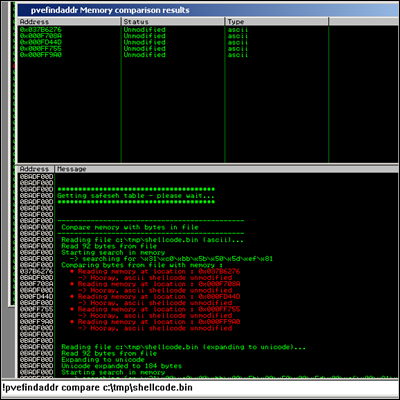 pvefindaddr Memory comparison results
Address Status Type
0x037B6276 Unmodified ascii
0x000F708A Unmodified ascii
0x000FD44D Unmodified ascii
0x000FF755 Unmodified ascii
0x000FF9A0 Unmodified ascii
Address Message
0BADF00D
0BADF00D
0BADF00D **************************************
0BADF00D Getting safeseh table - please wait...
0BADF00D **************************************
0BADF00D
0BADF00D
0BADF00D ---------------------------------------------
0BADF00D Compare memory with bytes in file
0BADF00D ---------------------------------------------
0BADF00D Reading file c:\tmp\shellcode.bin (ascii)...
0BADF00D Read 92 bytes from file
0BADF00D Starting search in memory
0BADF00D -> searching for \x31\xc0\xbb\x5b\x50\x5d\xef\x81
0BADF00D Comparing bytes from file with memory :
037B6276 * Reading memory at location : 0x037B6276
0BADF00D -> Hooray, ascii shellcode unmodified
000F708A * Reading memory at location : 0x000F708A
0BADF00D -> Hooray, ascii shellcode unmodified
000FD44D * Reading memory at location : 0x000FD44D
0BADF00D -> Hooray, ascii shellcode unmodified
000FF755 * Reading memory at location : 0x000FF755
0BADF00D -> Hooray, ascii shellcode unmodified
000FF9A0 * Reading memory at location : 0x000FF9A0
0BADF00D -> Hooray, ascii shellcode unmodified
0BADF00D
0BADF00D Reading file c:\tmp\shellcode.bin (expanding to unicode)...
0BADF00D Read 92 bytes from file
0BADF00D Expanding to unicode
0BADF00D Unicode expanded to 184 bytes
0BADF00D Starting search in memory
!pvefindaddr compare c:\tmp\shellcode.bin